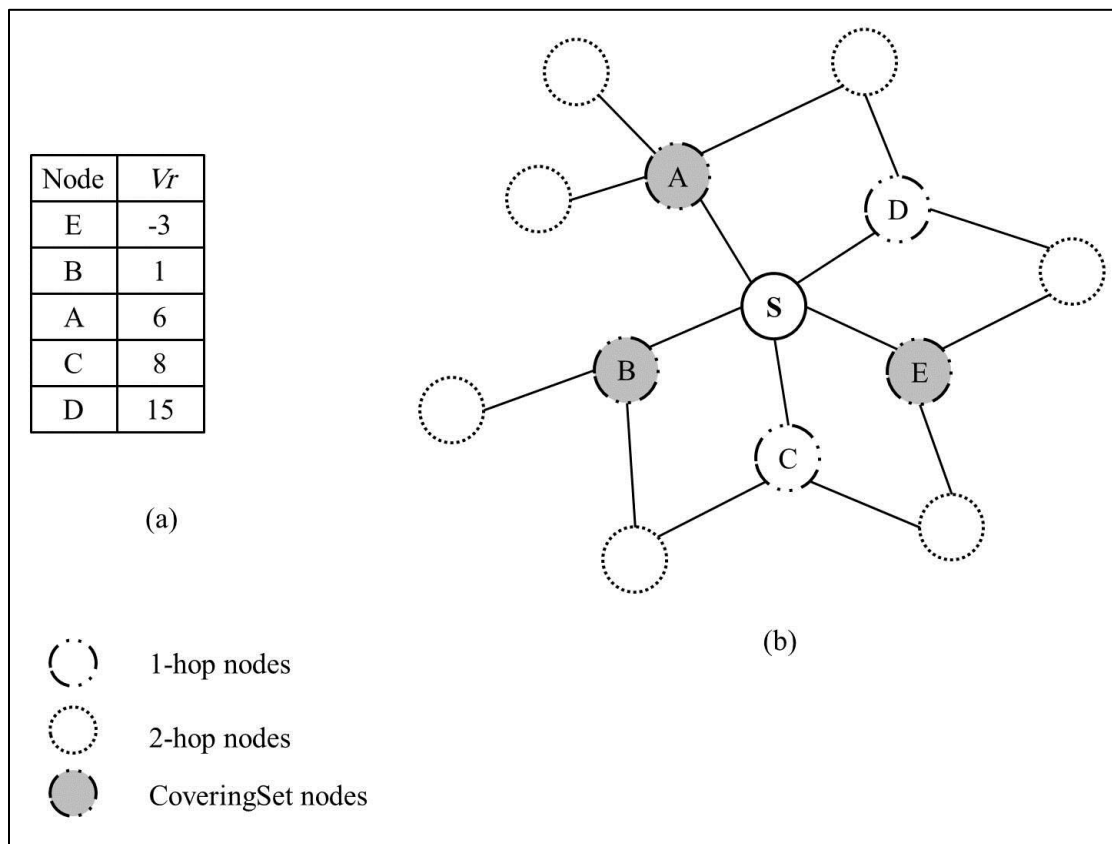 Node Vr
E -3
B 1
A 6
C 8
D 15
(a)
A
D
S
B
E
C
(b)
1-hop nodes
2-hop nodes
CoveringSet nodes